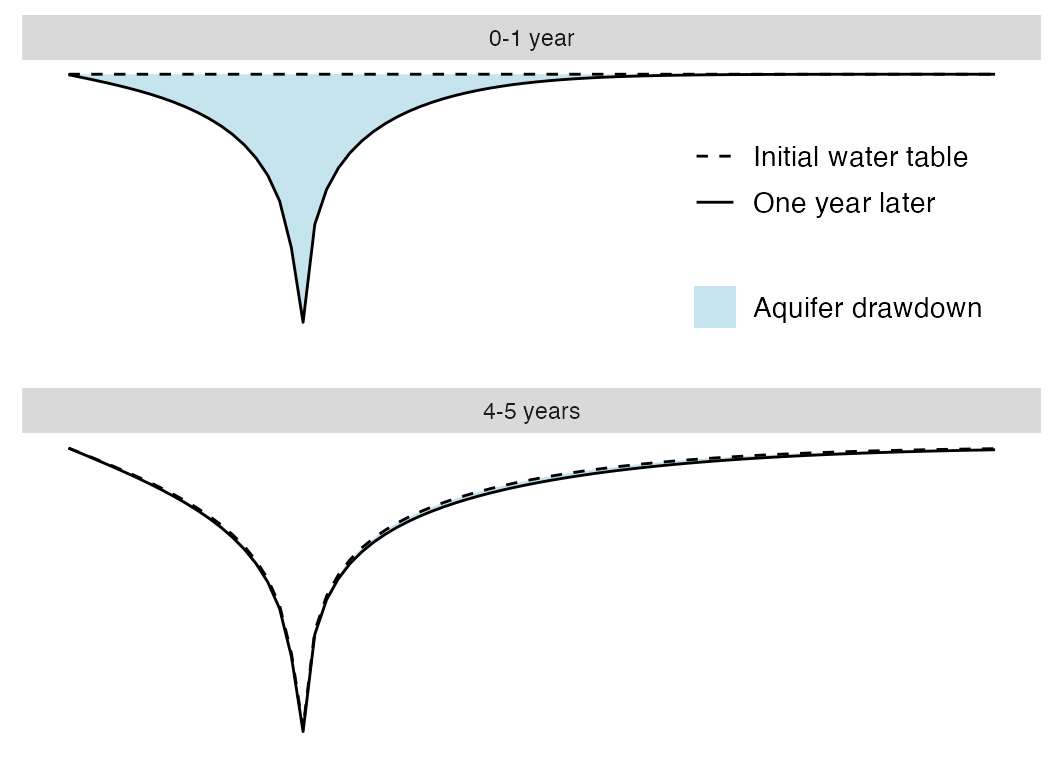 0-1 year
Initial water table
One year later
Aquifer drawdown
4-5 years